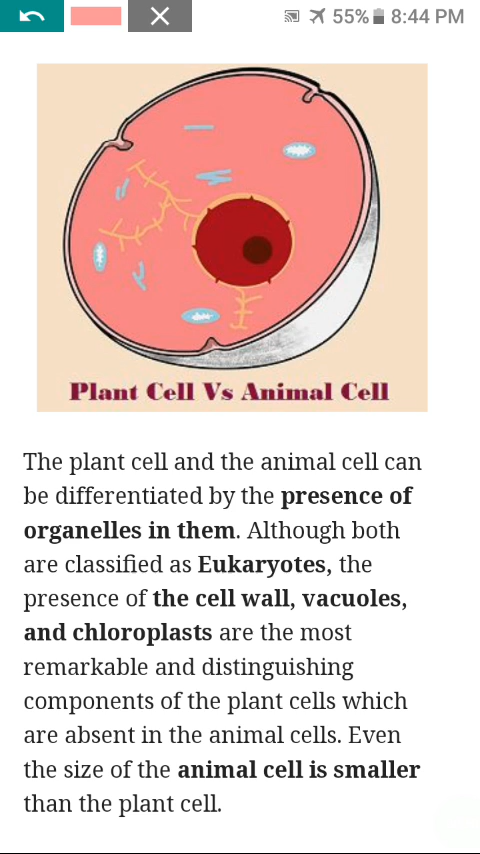 55% 8:44 PM
Plant Cell Vs Animal Cell
The plant cell and the animal cell can
be differentiated by the presence of
organelles in them. Although both
are classified as Eukaryotes, the
presence of the cell wall, vacuoles,
and chloroplasts are the most
remarkable and distinguishing
components of the plant cells which
are absent in the animal cells. Even
the size of the animal cell is smaller
than the plant cell.